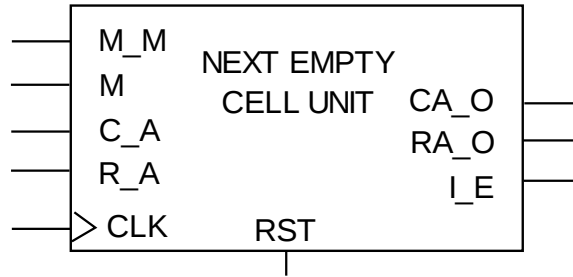 M_M
NEXT EMPTY
M
CELL UNIT
CA_O
C_A
RA_O
R_A
I_E
CLK
RST